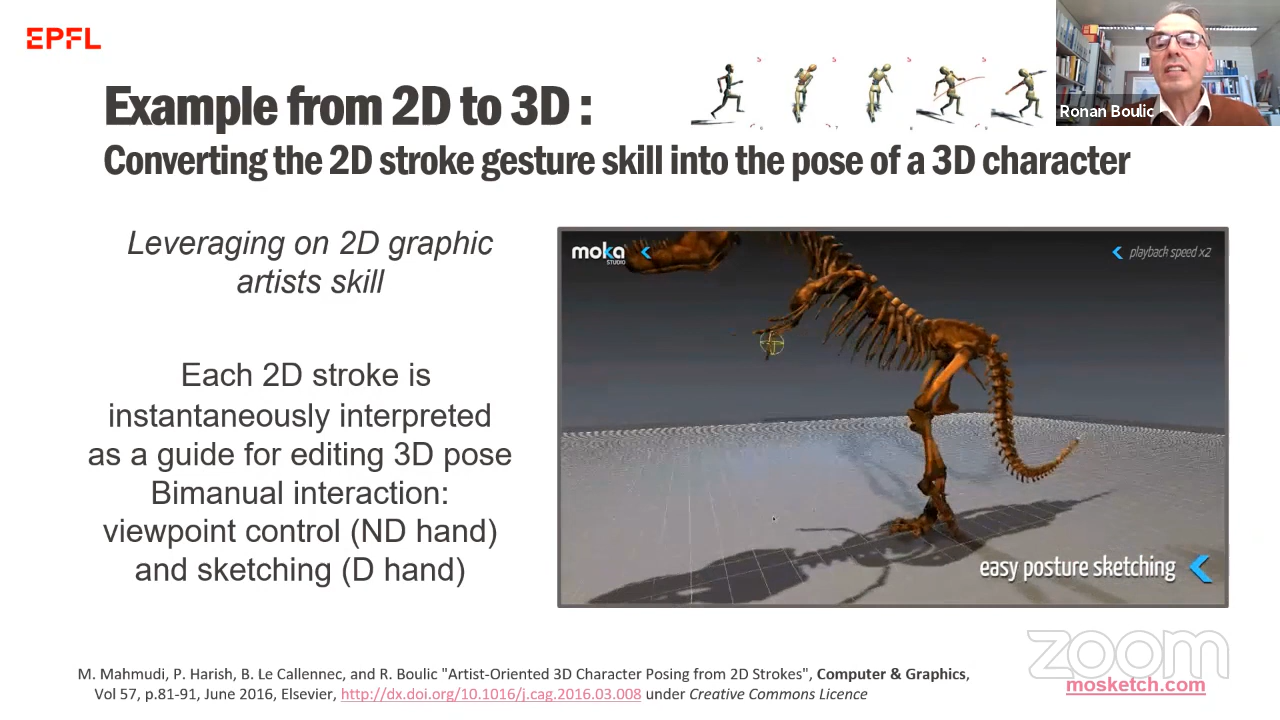 EPFL
Ronan Boulic
Example from 2D to 3D :
Converting the 2D stroke gesture skill into the pose of a 3D character
Leveraging on 2D graphic
artists skill
Each 2D stroke is
instantaneously interpreted
as a guide for editing 3D pose
Bimanual interaction:
viewpoint control (ND hand)
and sketching (D hand)
moka
STUDIO
playback speed x2
easy posture sketching
M. Mahmudi, P. Harish, B. Le Callennec, and R. Boulic "Artist-Oriented 3D Character Posing from 2D Strokes", Computer & Graphics,
Vol 57, p.81-91, June 2016, Elsevier, http://dx.doi.org/10.1016/j.cag.2016.03.008 under Creative Commons Licence
zoom
mosketch.com